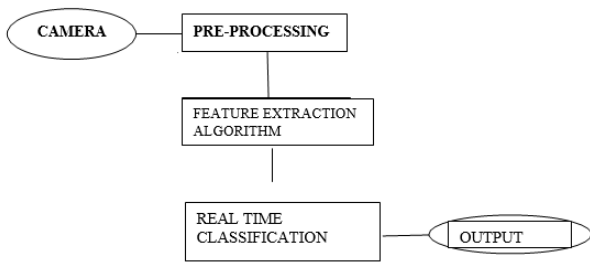 CAMERA
PRE-PROCESSING
FEATURE EXTRACTION
ALGORITHM
REAL TIME
CLASSIFICATION
OUTPUT